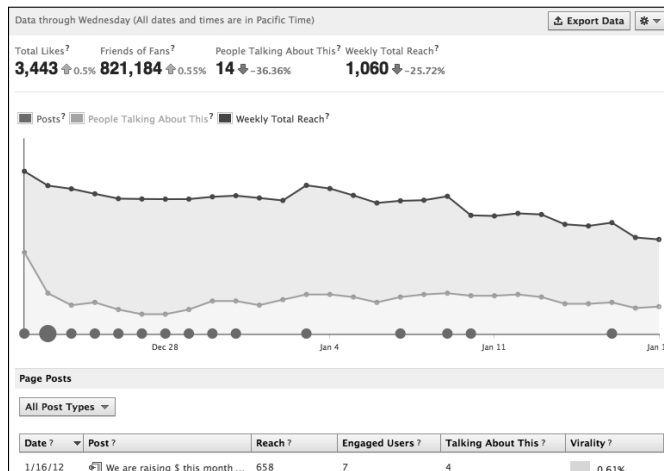 Data through Wednesday (All dates and times are in Pacific Time) Export Data
Total Likes? Friends of Fans? People Talking About This? Weekly Total Reach?
3,443 0.5% 821,184 0.55% 14 -36.36% 1,060 -25.72%
Posts? People Talking About This? Weekly Total Reach?
Dec 28 Jan 4 Jan 11 Jan 1
Page Posts
All Post Types
Date ? Post ? Reach ? Engaged Users ? Talking About This ? Virality ?
1/16/12 We are raising $ this month ... 658 7 4 0.61%